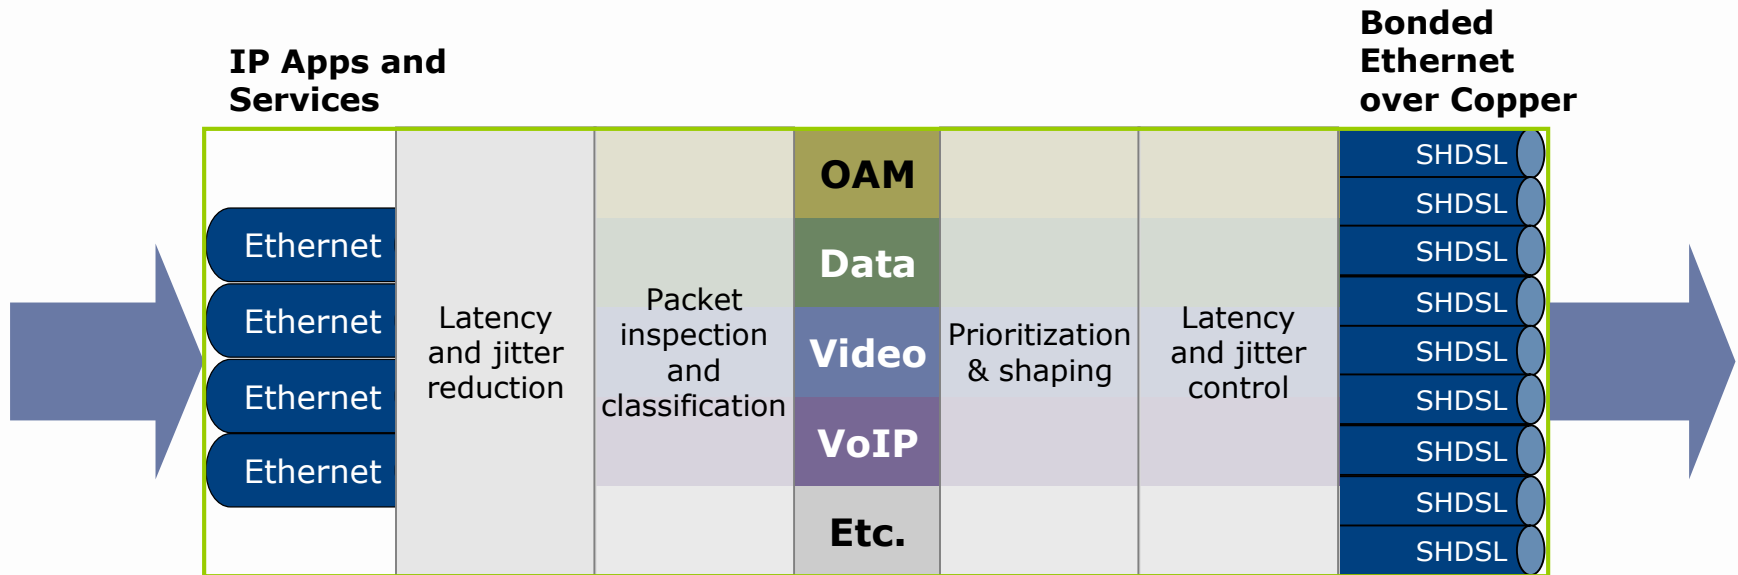 IP Apps and
Services
Bonded
Ethernet
over Copper
Ethernet
Ethernet
Ethernet
Ethernet
Latency
and jitter
reduction
Packet
inspection
and
classification
OAM
Data
Video
VoIP
Etc.
Prioritization
& shaping
Latency
and jitter
control
SHDSL
SHDSL
SHDSL
SHDSL
SHDSL
SHDSL
SHDSL
SHDSL
SHDSL